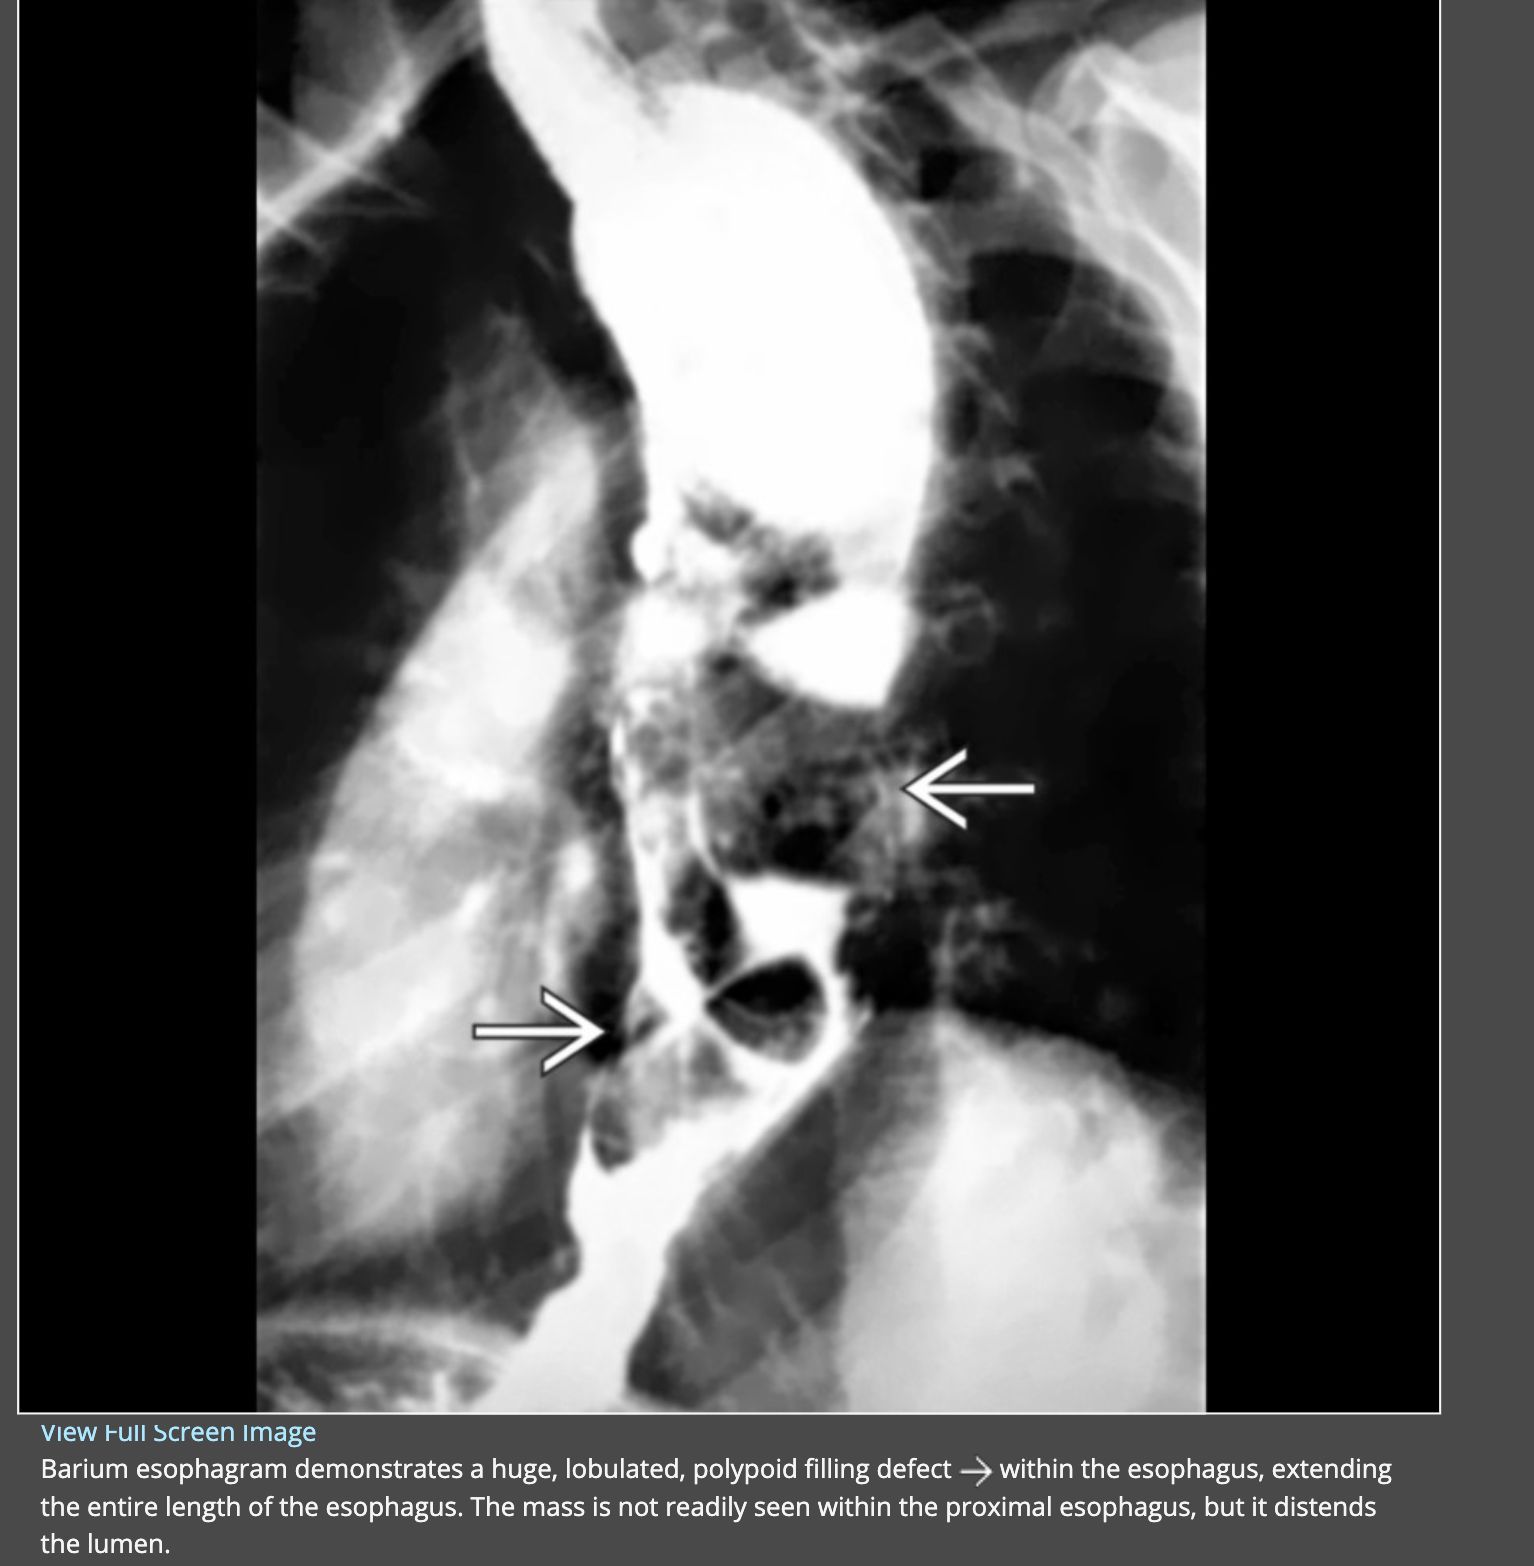 View Full Screen Image
Barium esophagram demonstrates a huge, lobulated, polypoid filling defect → within the esophagus, extending
the entire length of the esophagus. The mass is not readily seen within the proximal esophagus, but it distends
the lumen.